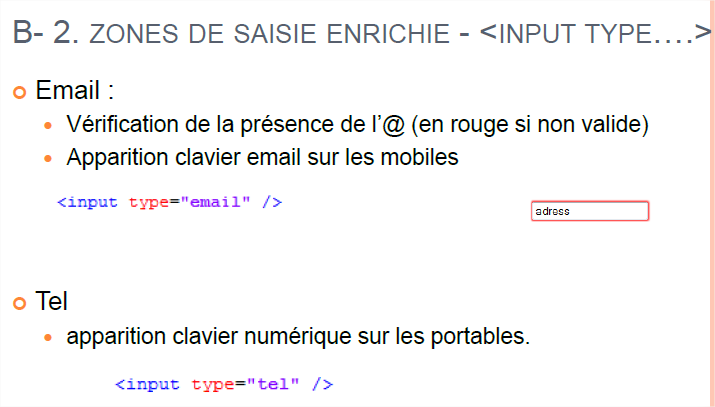 B- 2. ZONES DE SAISIE ENRICHIE - <INPUT TYPE....>
Email :
Vérification de la présence de l'@ (en rouge si non valide)
Apparition clavier email sur les mobiles
<input type="email" />
adress
Tel
apparition clavier numérique sur les portables.
<input type="tel" />